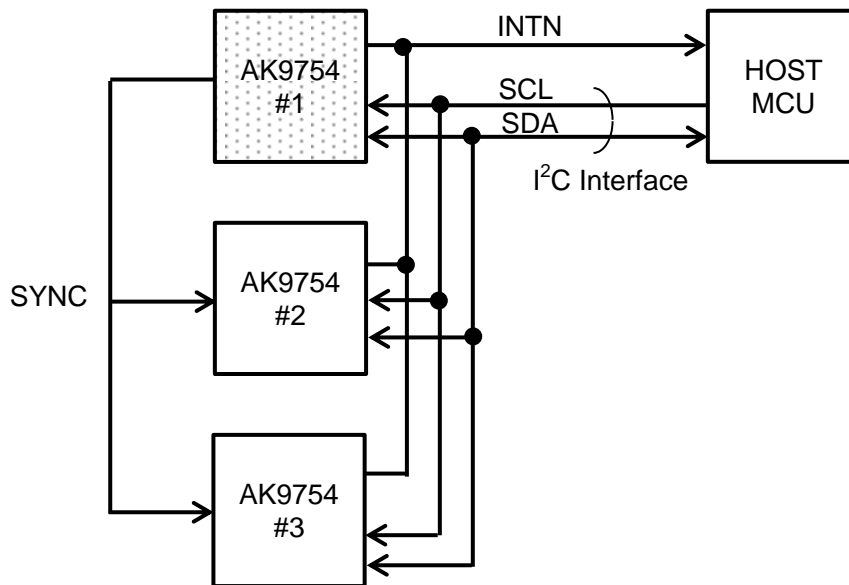 INTN
AK9754
#1
HOST
MCU
SCL
SDA
I²C Interface
AK9754
#2
SYNC
AK9754
#3